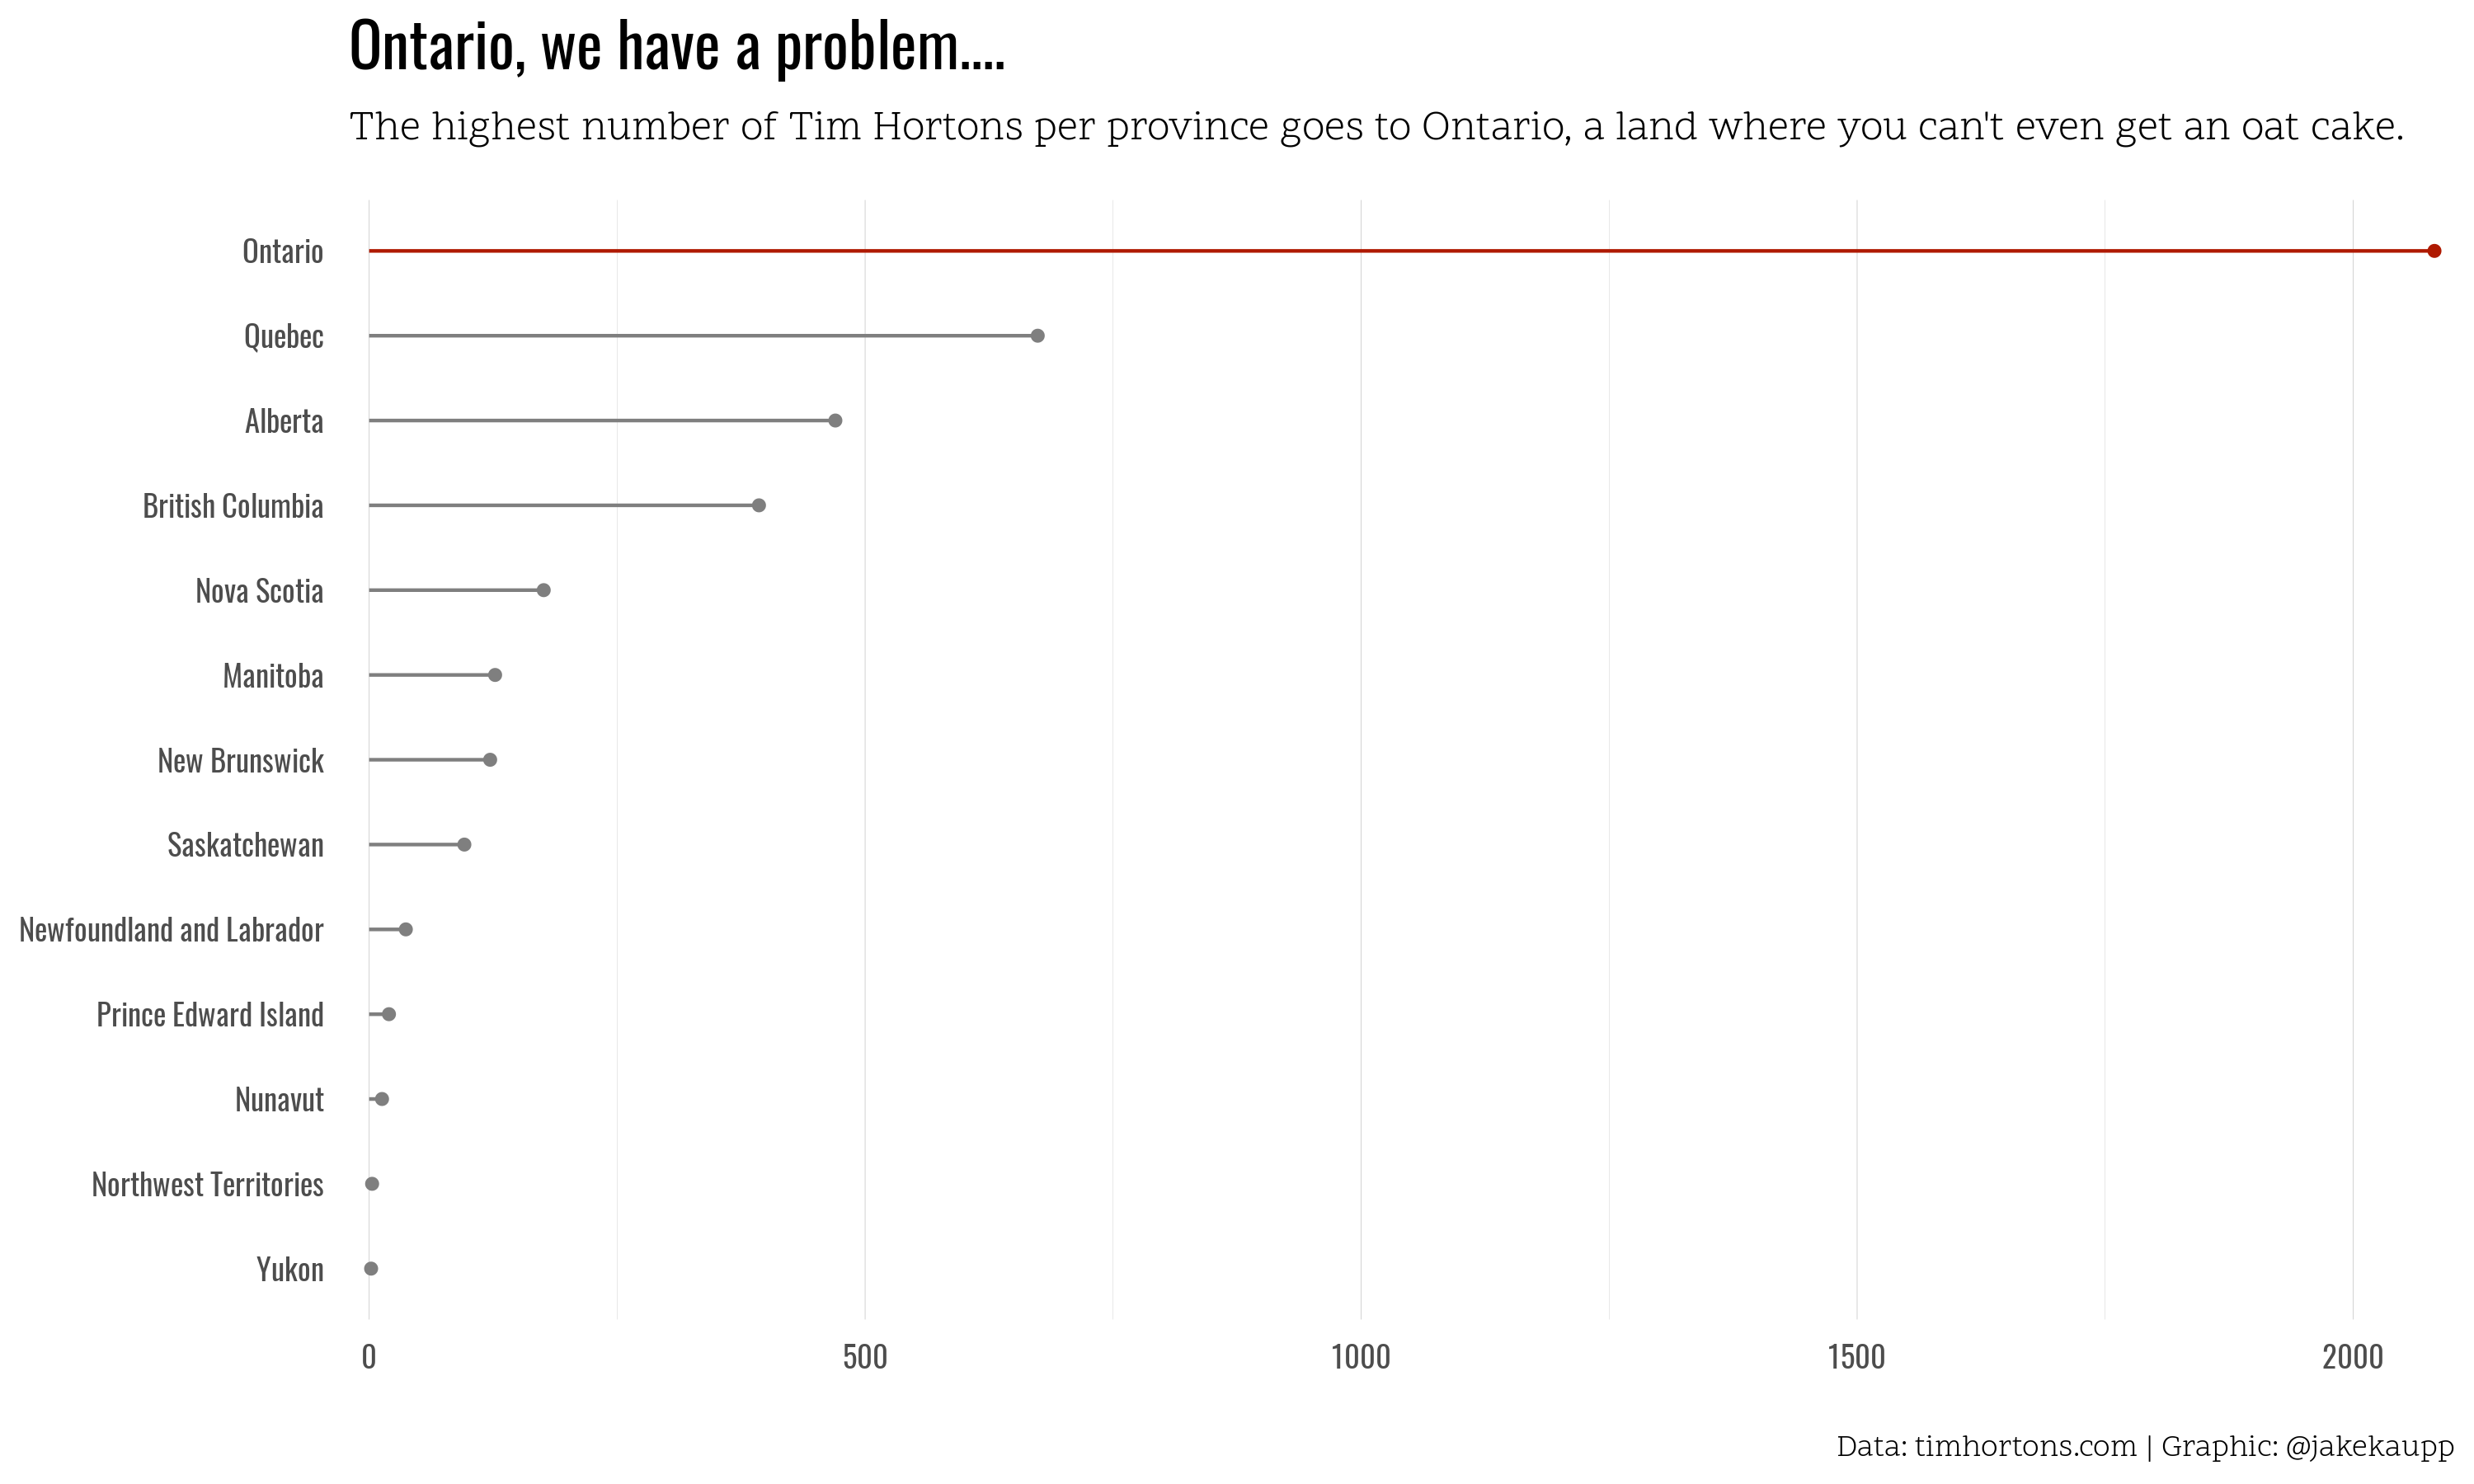 Ontario, we have a problem....
The highest number of Tim Hortons per province goes to Ontario, a land where you can't even get an oat cake.
Ontario
Quebec
Alberta
British Columbia
Nova Scotia
Manitoba
New Brunswick
Saskatchewan
Newfoundland and Labrador
Prince Edward Island
Nunavut
Northwest Territories
Yukon
0 500 1000 1500 2000
Data: timhortons.com | Graphic: @jakekaupp